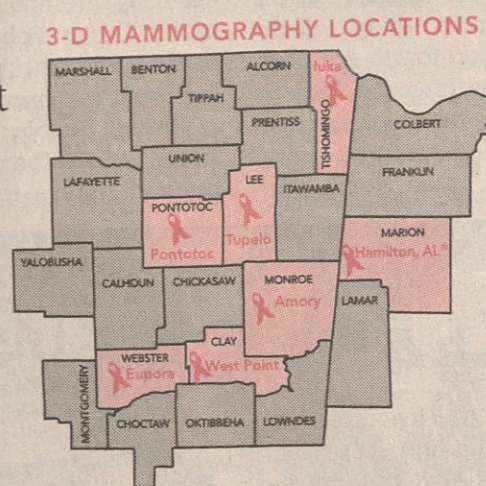 3-D MAMMOGRAPHY LOCATIONS
MARSHALL
BENTON
TIPPAH
ALCORN
Iuka
TISHOMINGO
PRENTISS
COLBERT
UNION
LAFAYETTE
LEE
Tupelo
ITAWAMBA
FRANKLIN
PONTOTOC
Pontotoc
MARION
Hamilton, AL*
YALOBUSHA
CALHOUN
CHICKASAW
MONROE
Amory
LAMAR
CLAY
West Point
WEBSTER
Eupora
MONTGOMERY
CHOCTAW
OKTIBBEHA
LOWNDES